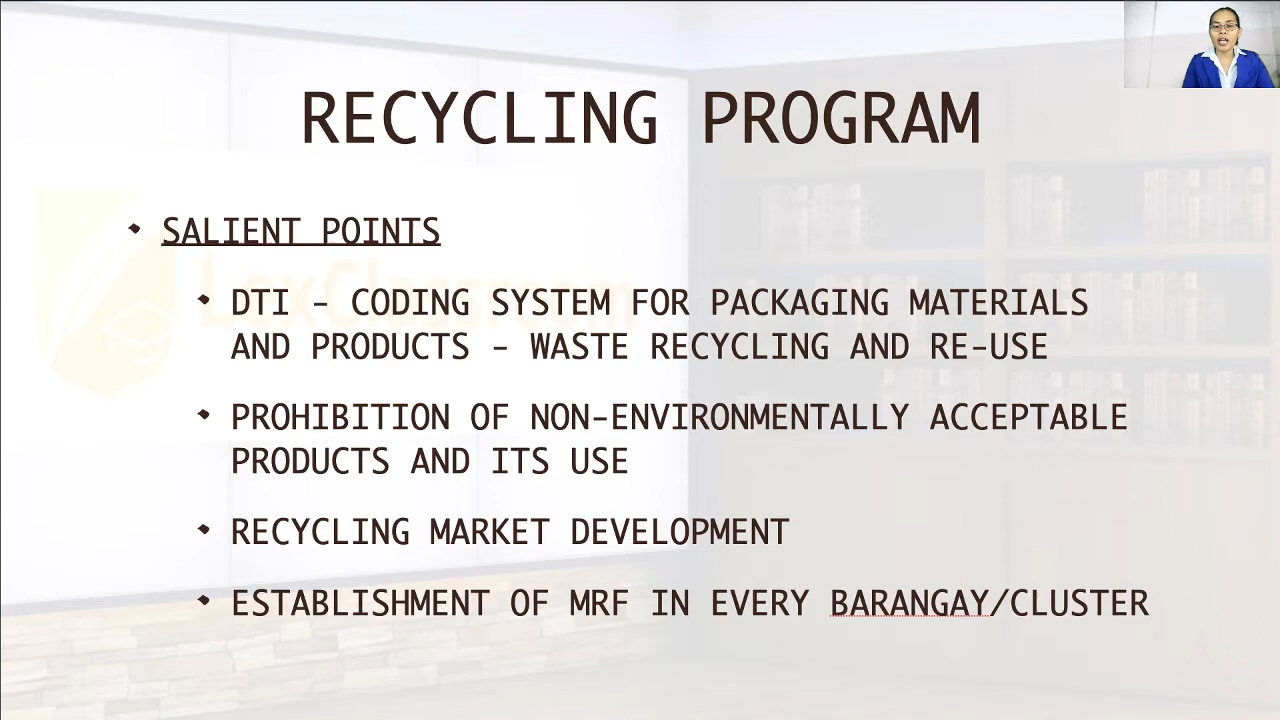 RECYCLING PROGRAM
SALIENT POINTS
DTI - CODING SYSTEM FOR PACKAGING MATERIALS
AND PRODUCTS - WASTE RECYCLING AND RE-USE
PROHIBITION OF NON-ENVIRONMENTALLY ACCEPTABLE
PRODUCTS AND ITS USE
RECYCLING MARKET DEVELOPMENT
ESTABLISHMENT OF MRF IN EVERY BARANGAY/CLUSTER
LexClassroom